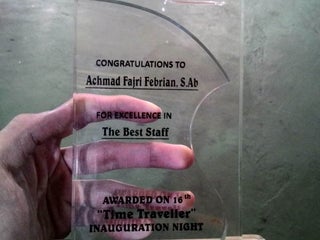 CONGRATULATIONS TO
Achmad Fajri Febrian, S.Ab
FOR EXCELLENCE IN
The Best Staff
AWARDED ON 16th
"Time Traveller"
INAUGURATION NIGHT